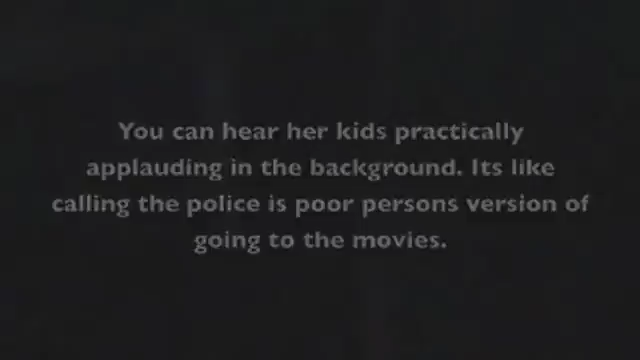 You can hear her kids practically
applauding in the background. Its like
calling the police is poor persons version of
going to the movies.